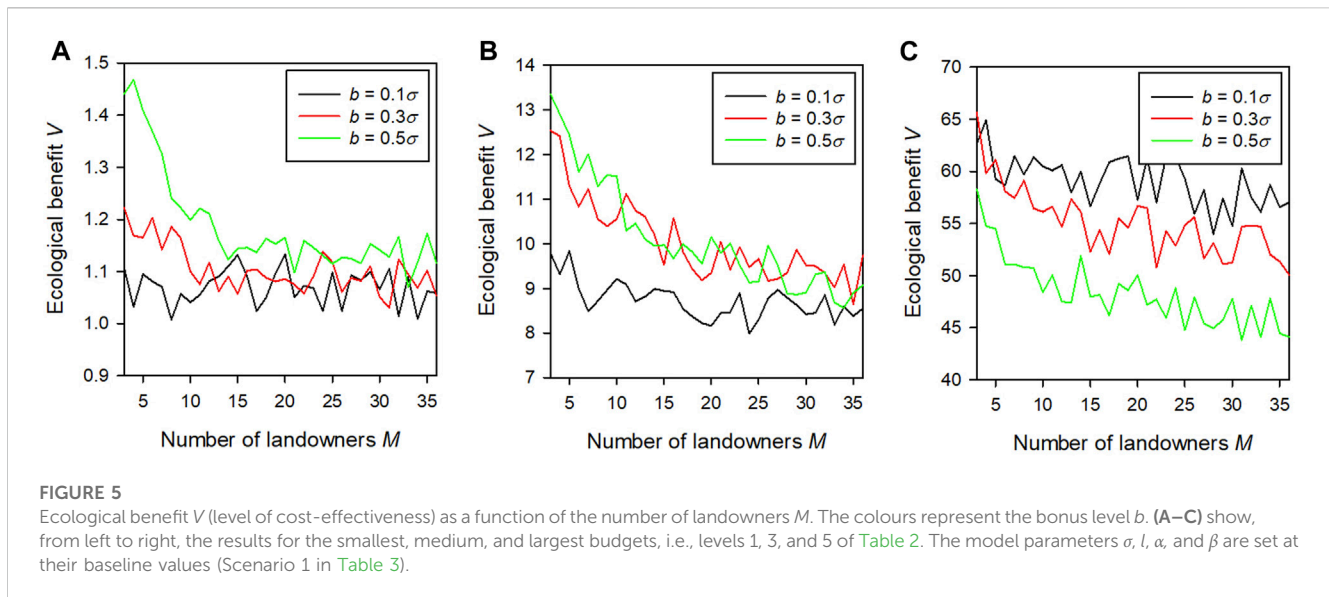 A
Ecological benefit V
1.5
1.4
1.3
1.2
1.1
1.0
0.9
b = 0.1σ
b = 0.3σ
b = 0.5σ
5 10 15 20 25 30 35
Number of landowners M
B
Ecological benefit V
14
13
12
11
10
9
8
7
b = 0.1σ
b = 0.3σ
b = 0.5σ
5 10 15 20 25 30 35
Number of landowners M
C
Ecological benefit V
70
65
60
55
50
45
40
b = 0.1σ
b = 0.3σ
b = 0.5σ
5 10 15 20 25 30 35
Number of landowners M
FIGURE 5
Ecological benefit V (level of cost-effectiveness) as a function of the number of landowners M. The colours represent the bonus level b. (A–C) show,
from left to right, the results for the smallest, medium, and largest budgets, i.e., levels 1, 3, and 5 of Table 2. The model parameters σ, l, α, and β are set at
their baseline values (Scenario 1 in Table 3).